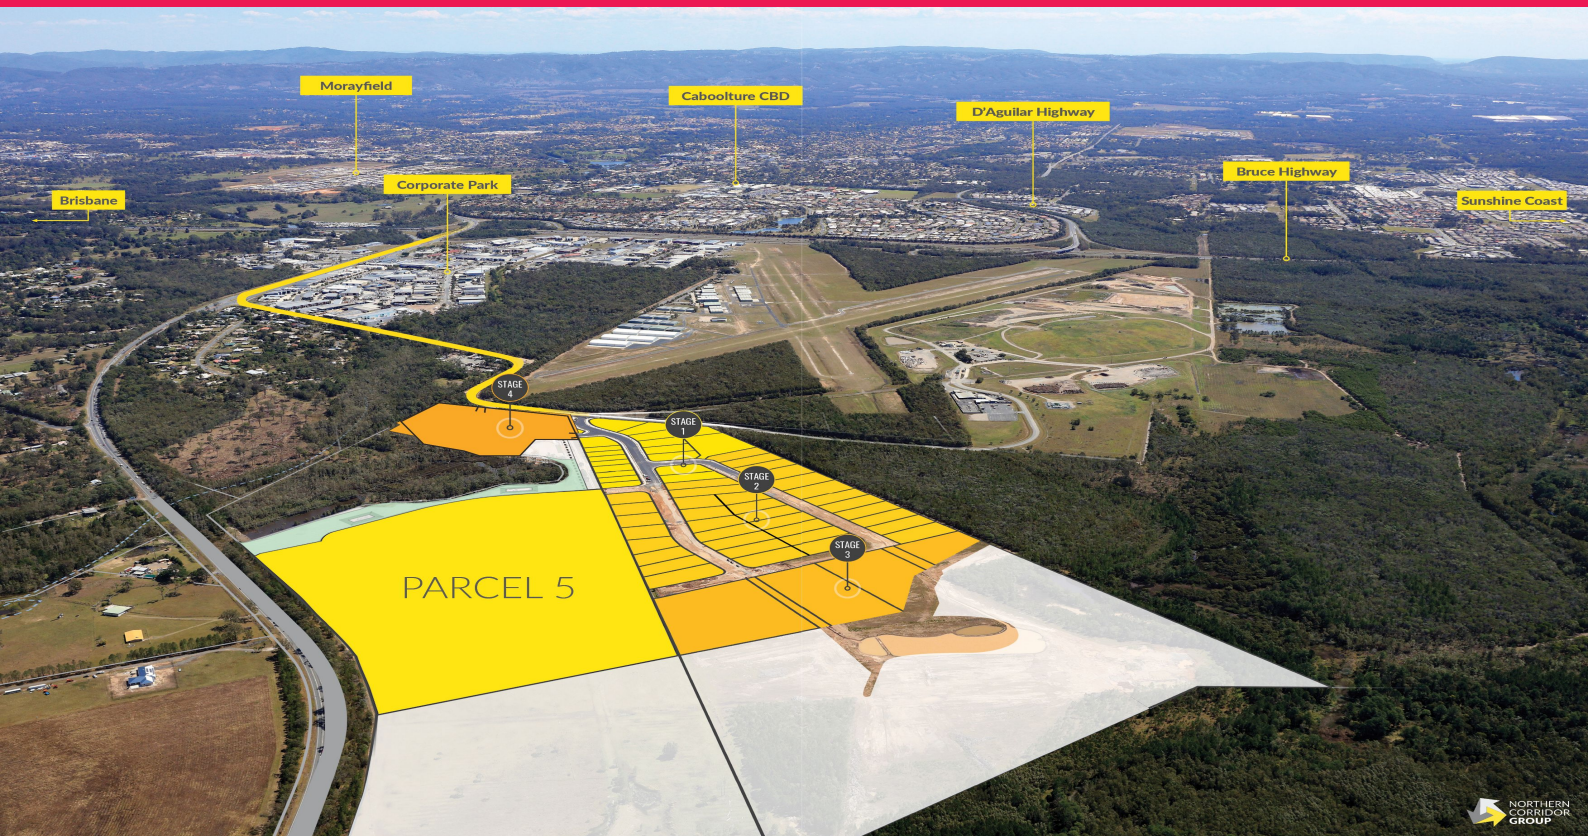 Morayfield
Caboolture CBD
D'Aguilar Highway
Bruce Highway
Corporate Park
Brisbane
Sunshine Coast
STAGE
4
STAGE
1
STAGE
2
STAGE
3
PARCEL 5
NORTHERN
CORRIDOR
GROUP